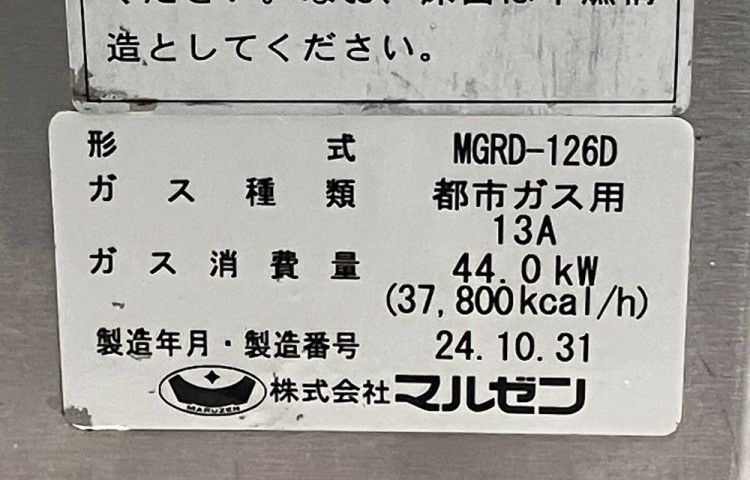 造としてください。
形式 MGRD-126D
ガス種類 都市ガス用
13A
ガス消費量 44.0kW
(37,800kcal/h)
製造年月・製造番号 24.10.31
MARUZEN 株式会社マルゼン